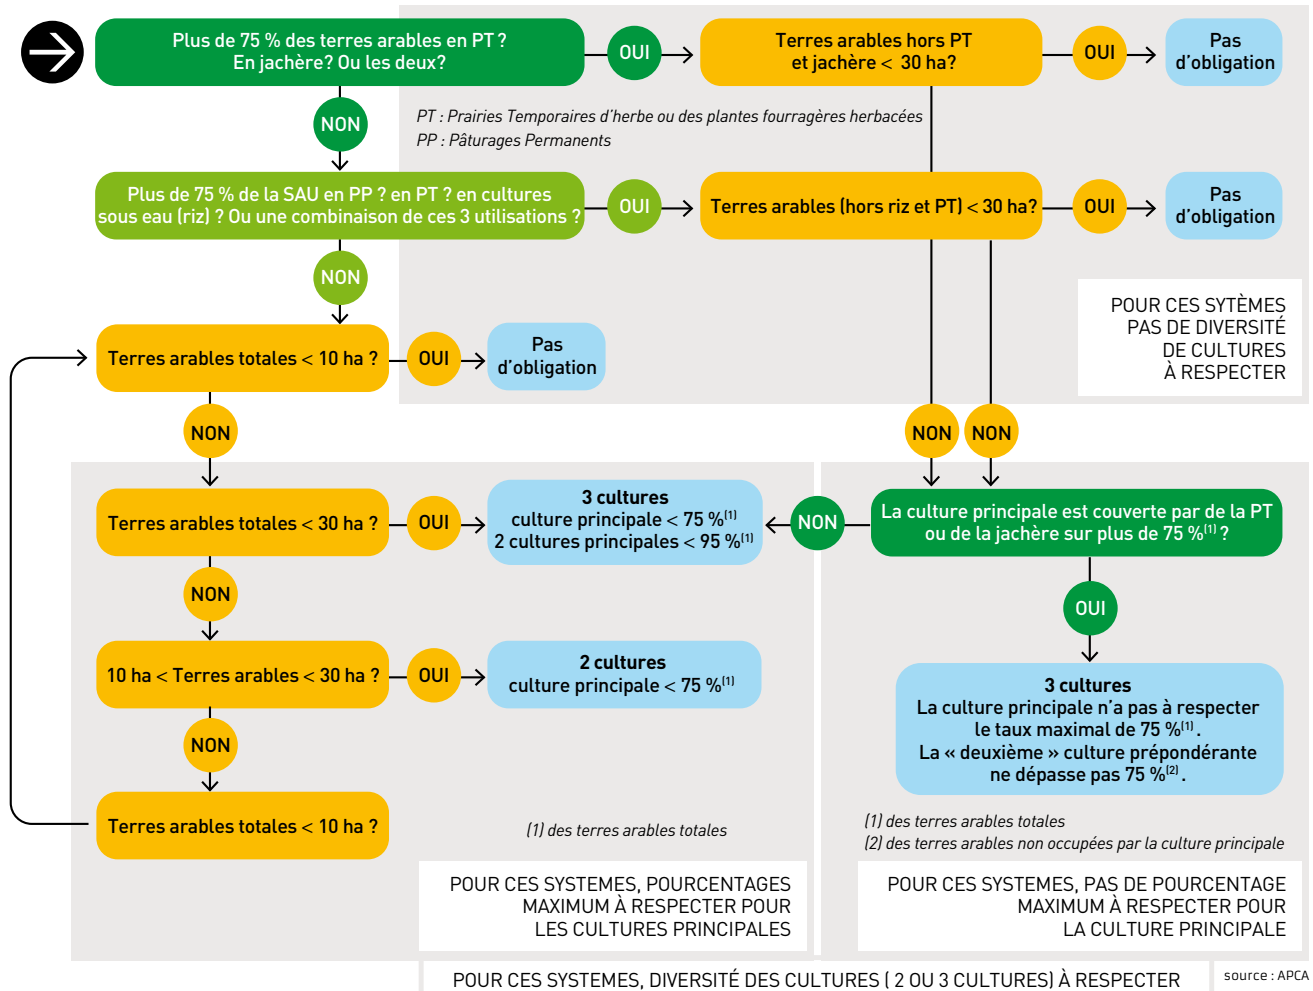 Plus de 75 % des terres arables en PT ?
En jachère? Ou les deux?
OUI
Terres arables hors PT
et jachère < 30 ha?
OUI
Pas
d'obligation
NON
PT : Prairies Temporaires d'herbe ou des plantes fourragères herbacées
PP : Pâturages Permanents
Plus de 75 % de la SAU en PP ? en PT ? en cultures
sous eau (riz) ? Ou une combinaison de ces 3 utilisations ?
OUI
Terres arables (hors riz et PT) < 30 ha?
OUI
Pas
d'obligation
NON
POUR CES SYTÈMES
PAS DE DIVERSITÉ
DE CULTURES
À RESPECTER
Terres arables totales < 10 ha ?
OUI
Pas
d'obligation
NON
NON
NON
Terres arables totales < 30 ha ?
OUI
3 cultures
culture principale < 75 %(1)
2 cultures principales < 95 %(1)
NON
La culture principale est couverte par de la PT
ou de la jachère sur plus de 75 %(1) ?
NON
OUI
10 ha < Terres arables < 30 ha ?
OUI
2 cultures
culture principale < 75 %(1)
3 cultures
La culture principale n'a pas à respecter
le taux maximal de 75 %(1).
La « deuxième » culture prépondérante
ne dépasse pas 75 %(2).
NON
Terres arables totales < 10 ha ?
(1) des terres arables totales
(1) des terres arables totales
(2) des terres arables non occupées par la culture principale
POUR CES SYSTEMES, POURCENTAGES
MAXIMUM À RESPECTER POUR
LES CULTURES PRINCIPALES
POUR CES SYSTEMES, PAS DE POURCENTAGE
MAXIMUM À RESPECTER POUR
LA CULTURE PRINCIPALE
POUR CES SYSTEMES, DIVERSITÉ DES CULTURES ( 2 OU 3 CULTURES) À RESPECTER
source : APCA